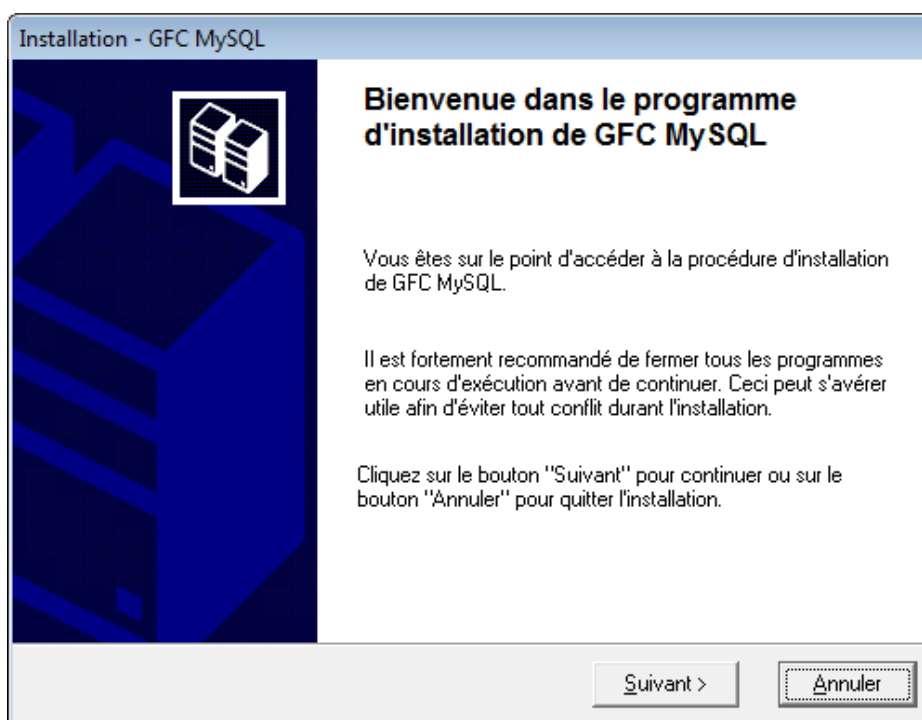 Installation - GFC MySQL
Bienvenue dans le programme
d'installation de GFC MySQL
Vous êtes sur le point d'accéder à la procédure d'installation
de GFC MySQL.
Il est fortement recommandé de fermer tous les programmes
en cours d'exécution avant de continuer. Ceci peut s'avérer
utile afin d'éviter tout conflit durant l'installation.
Cliquez sur le bouton "Suivant" pour continuer ou sur le
bouton "Annuler" pour quitter l'installation.
Suivant > Annuler